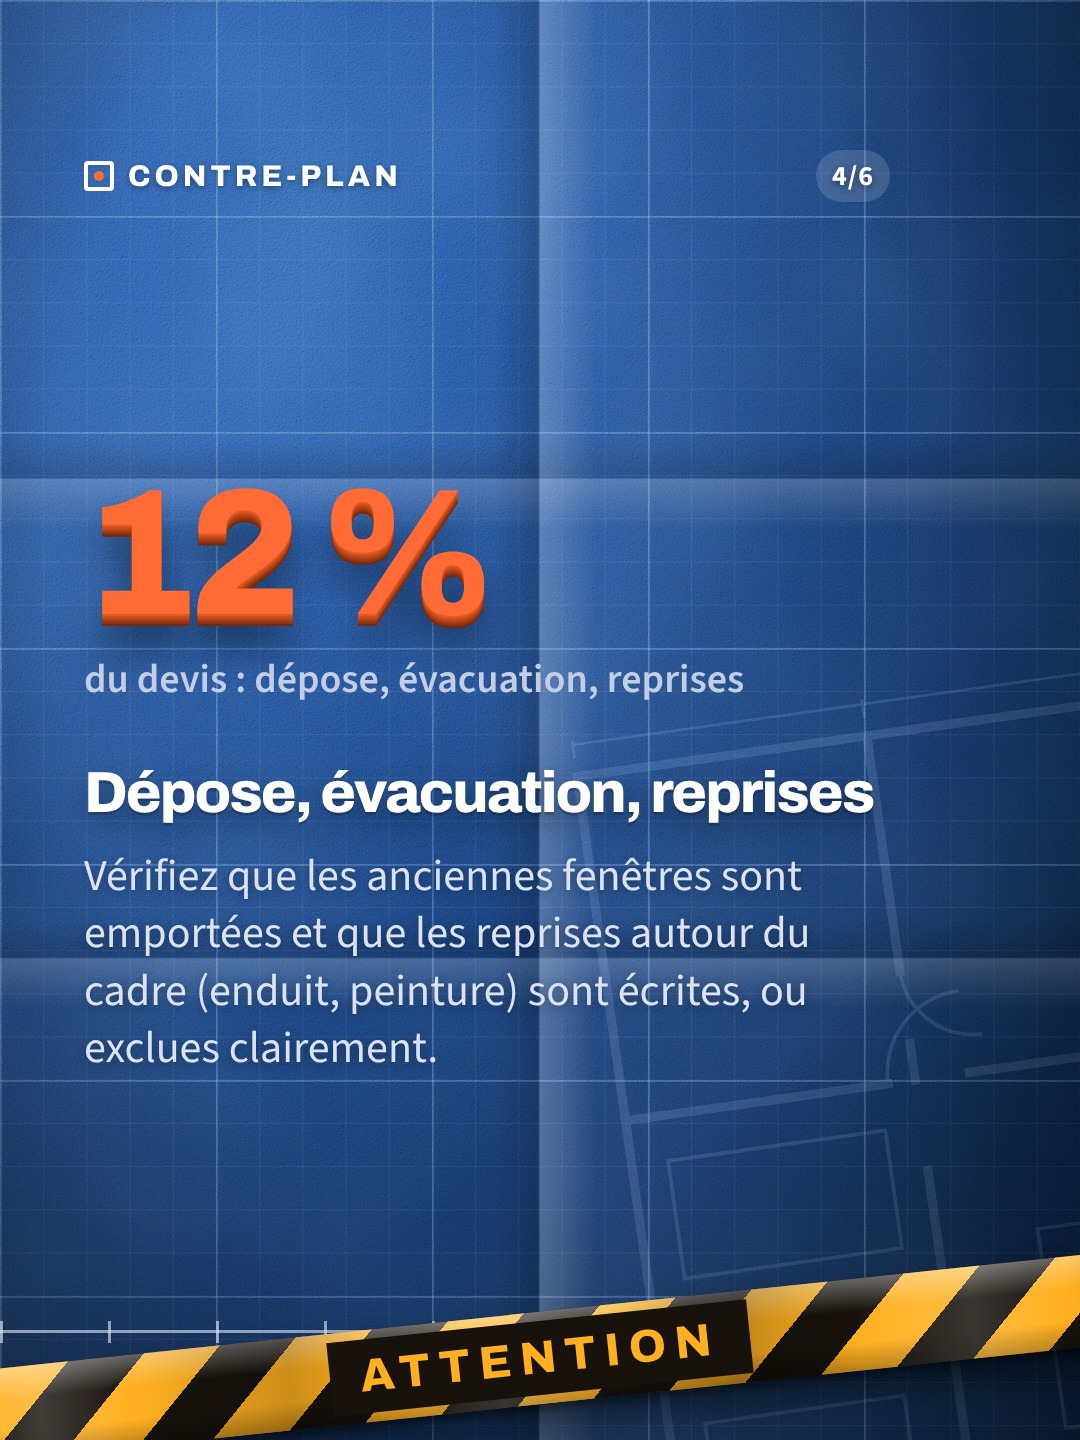 CONTRE-PLAN
4/6
12 %
du devis : dépose, évacuation, reprises
Dépose, évacuation, reprises
Vérifiez que les anciennes fenêtres sont
emportées et que les reprises autour du
cadre (enduit, peinture) sont écrites, ou
exclues clairement.
ATTENTION